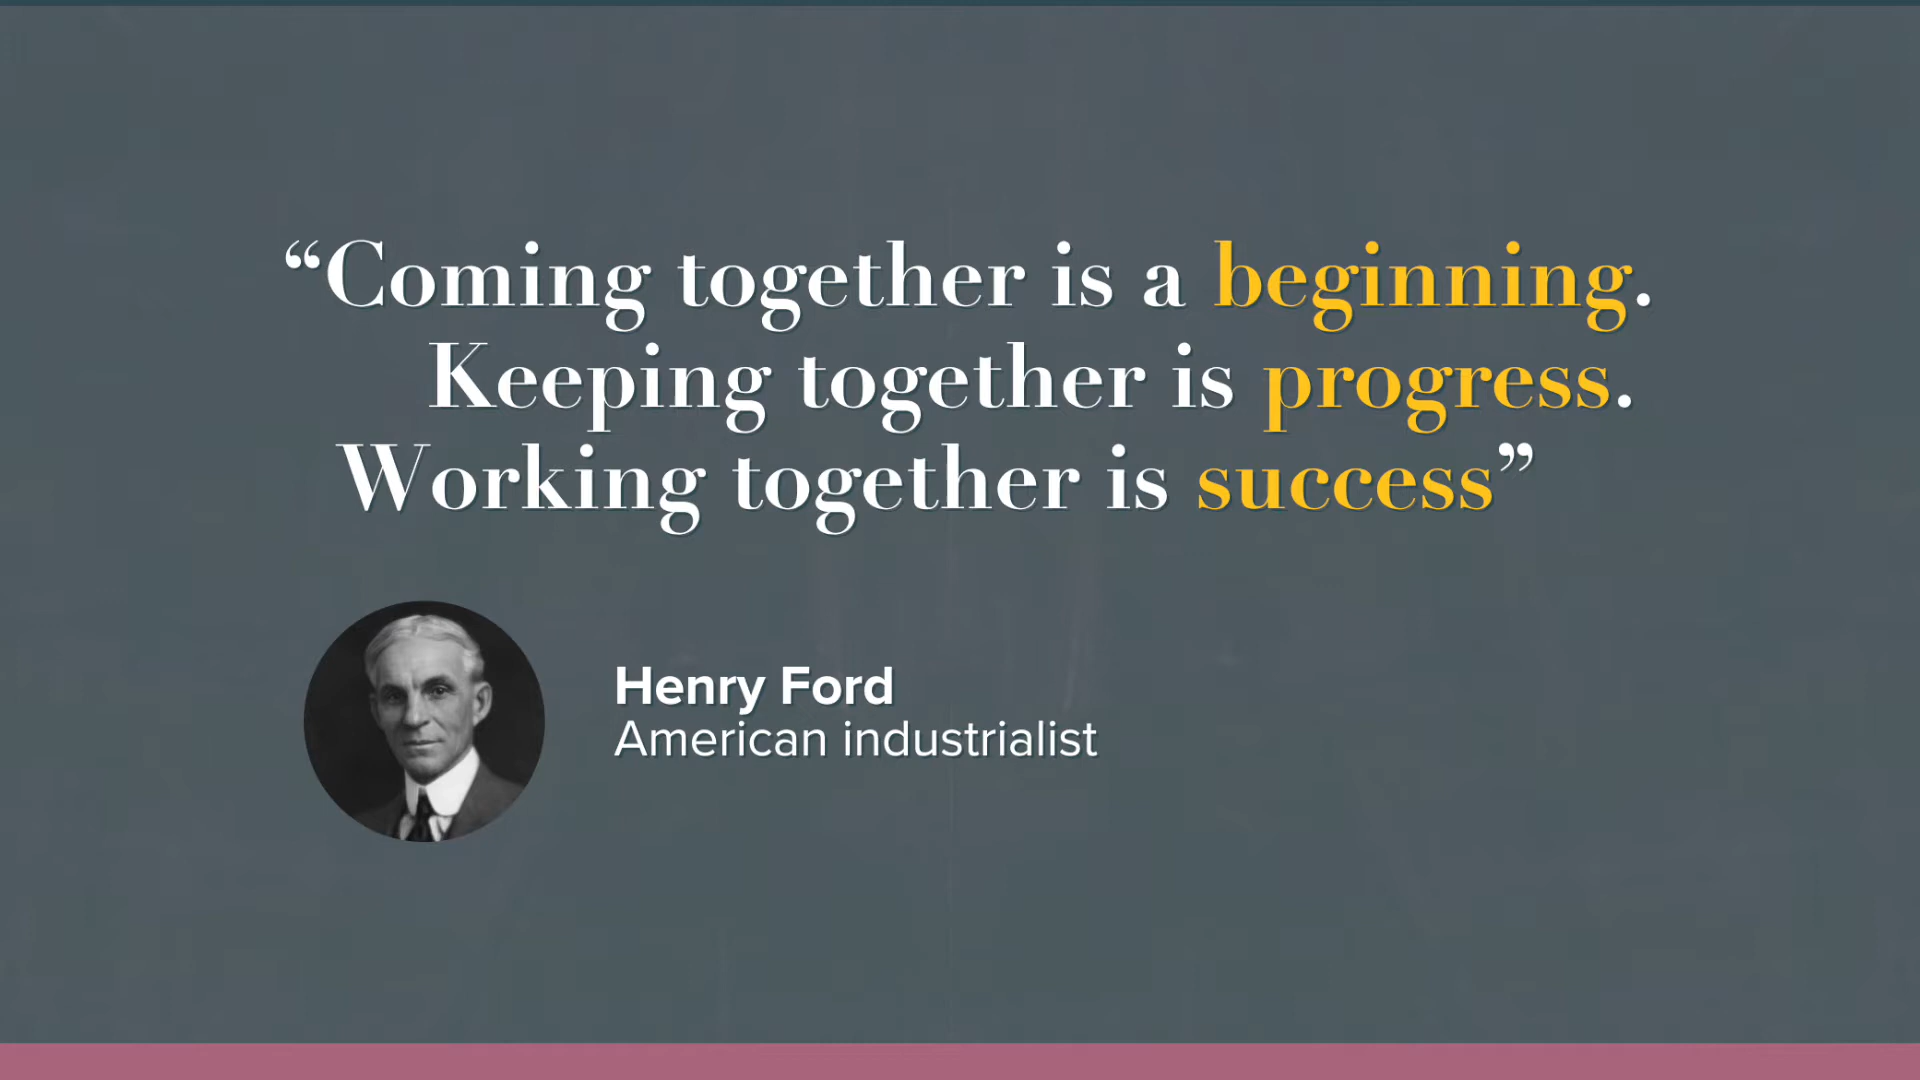 “Coming together is a beginning.
Keeping together is progress.
Working together is success”
Henry Ford
American industrialist